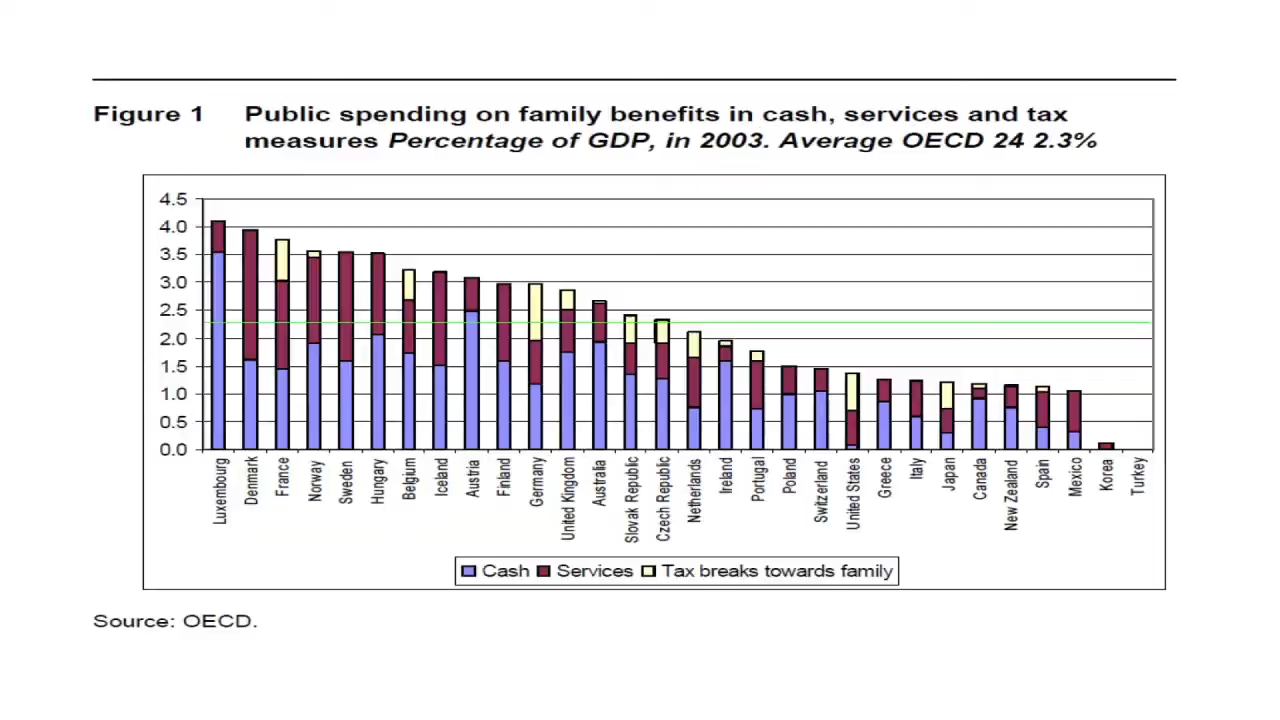 Figure 1 Public spending on family benefits in cash, services and tax
measures Percentage of GDP, in 2003. Average OECD 24 2.3%
4.5
4.0
3.5
3.0
2.5
2.0
1.5
1.0
0.5
0.0
Luxembourg
Denmark
France
Norway
Sweden
Hungary
Belgium
Iceland
Austria
Finland
Germany
United Kingdom
Australia
Slovak Republic
Czech Republic
Netherlands
Ireland
Portugal
Poland
Switzerland
United States
Greece
Italy
Japan
Canada
New Zealand
Spain
Mexico
Korea
Turkey
Cash Services Tax breaks towards family
Source: OECD.